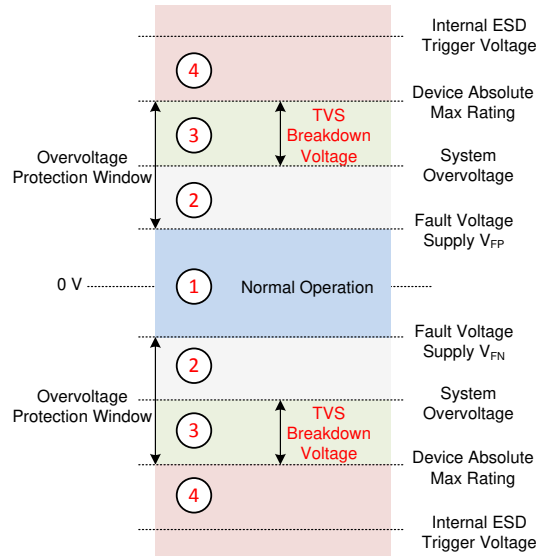 Internal ESD
Trigger Voltage
4
Device Absolute
Max Rating
3
TVS
Breakdown
Voltage
Overvoltage
Protection Window
System
Overvoltage
2
Fault Voltage
Supply VFP
0 V
1
Normal Operation
Fault Voltage
Supply VFN
2
System
Overvoltage
Overvoltage
Protection Window
3
TVS
Breakdown
Voltage
Device Absolute
Max Rating
4
Internal ESD
Trigger Voltage